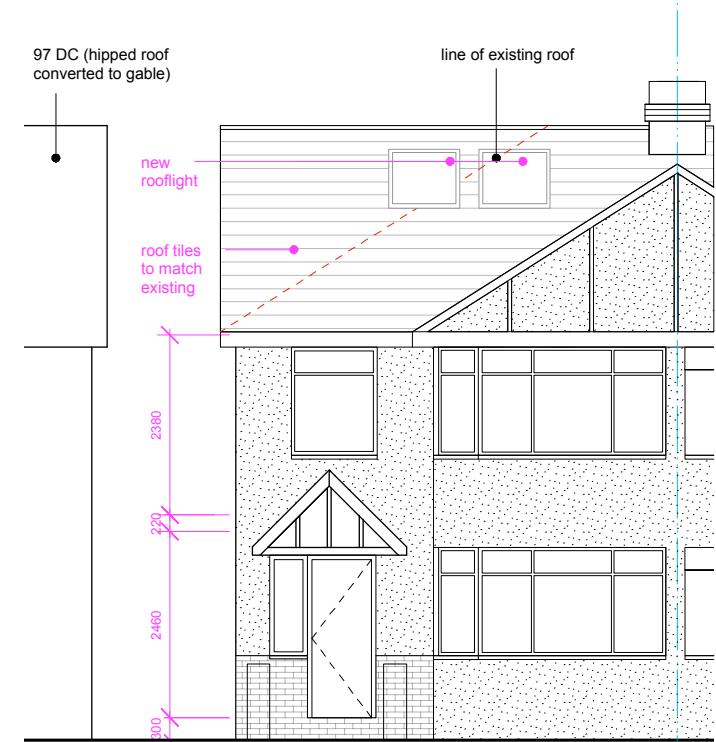 97 DC (hipped roof
converted to gable)
line of existing roof
new
rooflight
roof tiles
to match
existing
2380
220
2460
300